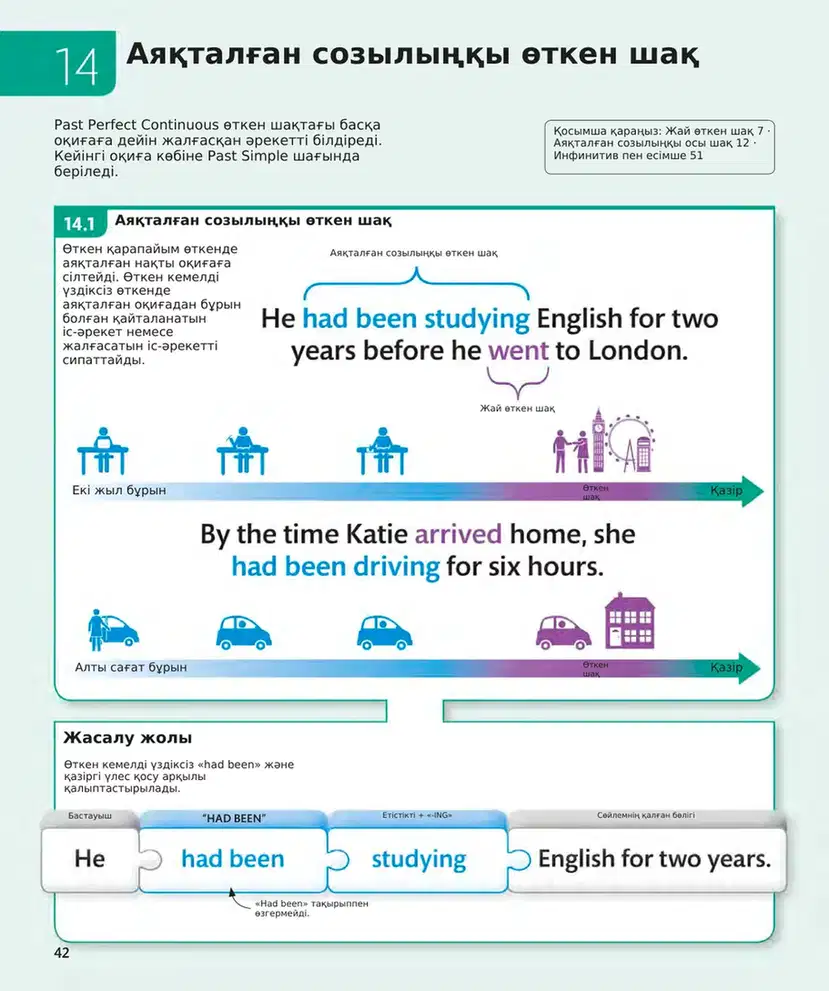 14
Аяқталған созылыңқы өткен шақ
Past Perfect Continuous өткен шақтағы басқа
оқиғаға дейін жалғасқан әрекетті білдіреді.
Кейінгі оқиға көбіне Past Simple шағында
беріледі.
Қосымша қараңыз: Жай өткен шақ 7 ·
Аяқталған созылыңқы осы шақ 12 ·
Инфинитив пен есімше 51
14.1 Аяқталған созылыңқы өткен шақ
Өткен қарапайым өткенде
аяқталған нақты оқиғаға
сілтейді. Өткен кемелді
үздіксіз өткенде
аяқталған оқиғадан бұрын
болған қайталанатын
іс-әрекет немесе
жалғасатын іс-әрекетті
сипаттайды.
Аяқталған созылыңқы өткен шақ
He had been studying English for two
years before he went to London.
Жай өткен шақ
Екі жыл бұрын
Өткен
шақ
Қазір
By the time Katie arrived home, she
had been driving for six hours.
Алты сағат бұрын
Өткен
шақ
Қазір
Жасалу жолы
Өткен кемелді үздіксіз «had been» және
қазіргі үлес қосу арқылы
қалыптастырылады.
Бастауыш
“HAD BEEN”
Етістікті + «-ING»
Сөйлемнің қалған бөлігі
He had been studying English for two years.
«Had been» тақырыппен
өзгермейді.
42